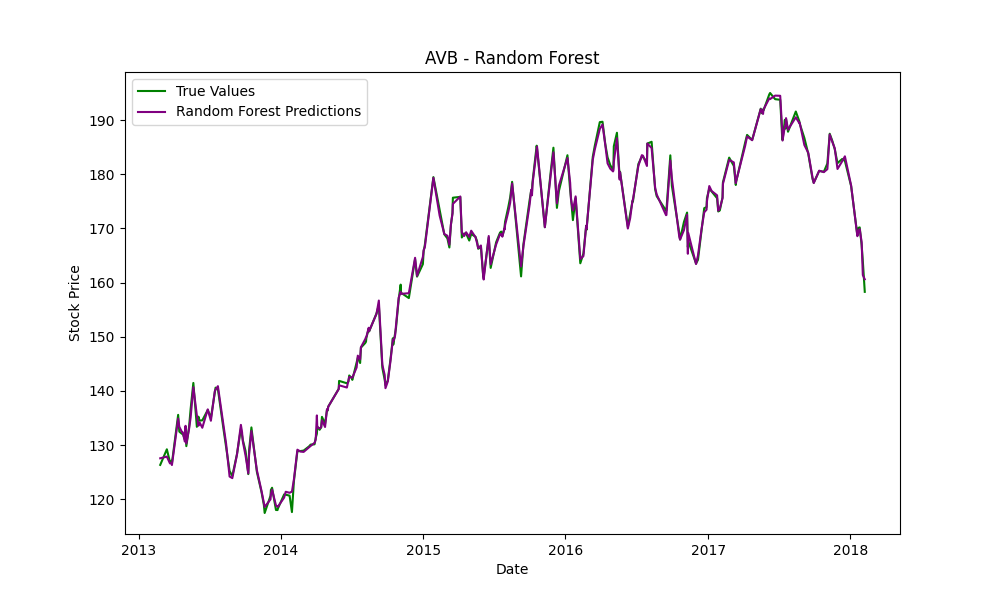 AVB - Random Forest
True Values
Random Forest Predictions
190
180
170
160
150
140
130
120
Stock Price
2013 2014 2015 2016 2017 2018
Date